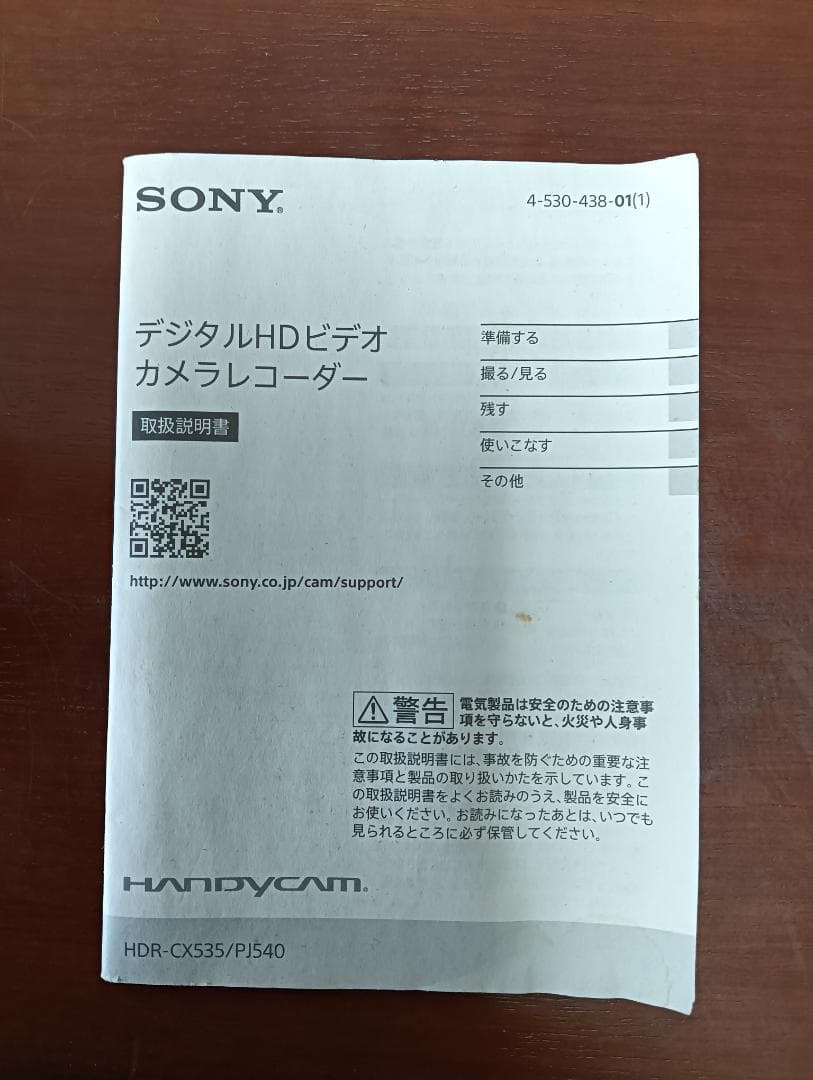 SONY®
4-530-438-01(1)
デジタルHDビデオ
カメラレコーダー
取扱説明書
http://www.sony.co.jp/cam/support/
準備する
撮る/見る
残す
使いこなす
その他
警告 電気製品は安全のための注意事
項を守らないと、火災や人身事
故になることがあります。
この取扱説明書には、事故を防ぐための重要な注
意事項と製品の取り扱いかたを示しています。こ
の取扱説明書をよくお読みのうえ、製品を安全に
お使いください。お読みになったあとは、いつでも
見られるところに必ず保管してください。
HANDYCAM®
HDR-CX535/PJ540